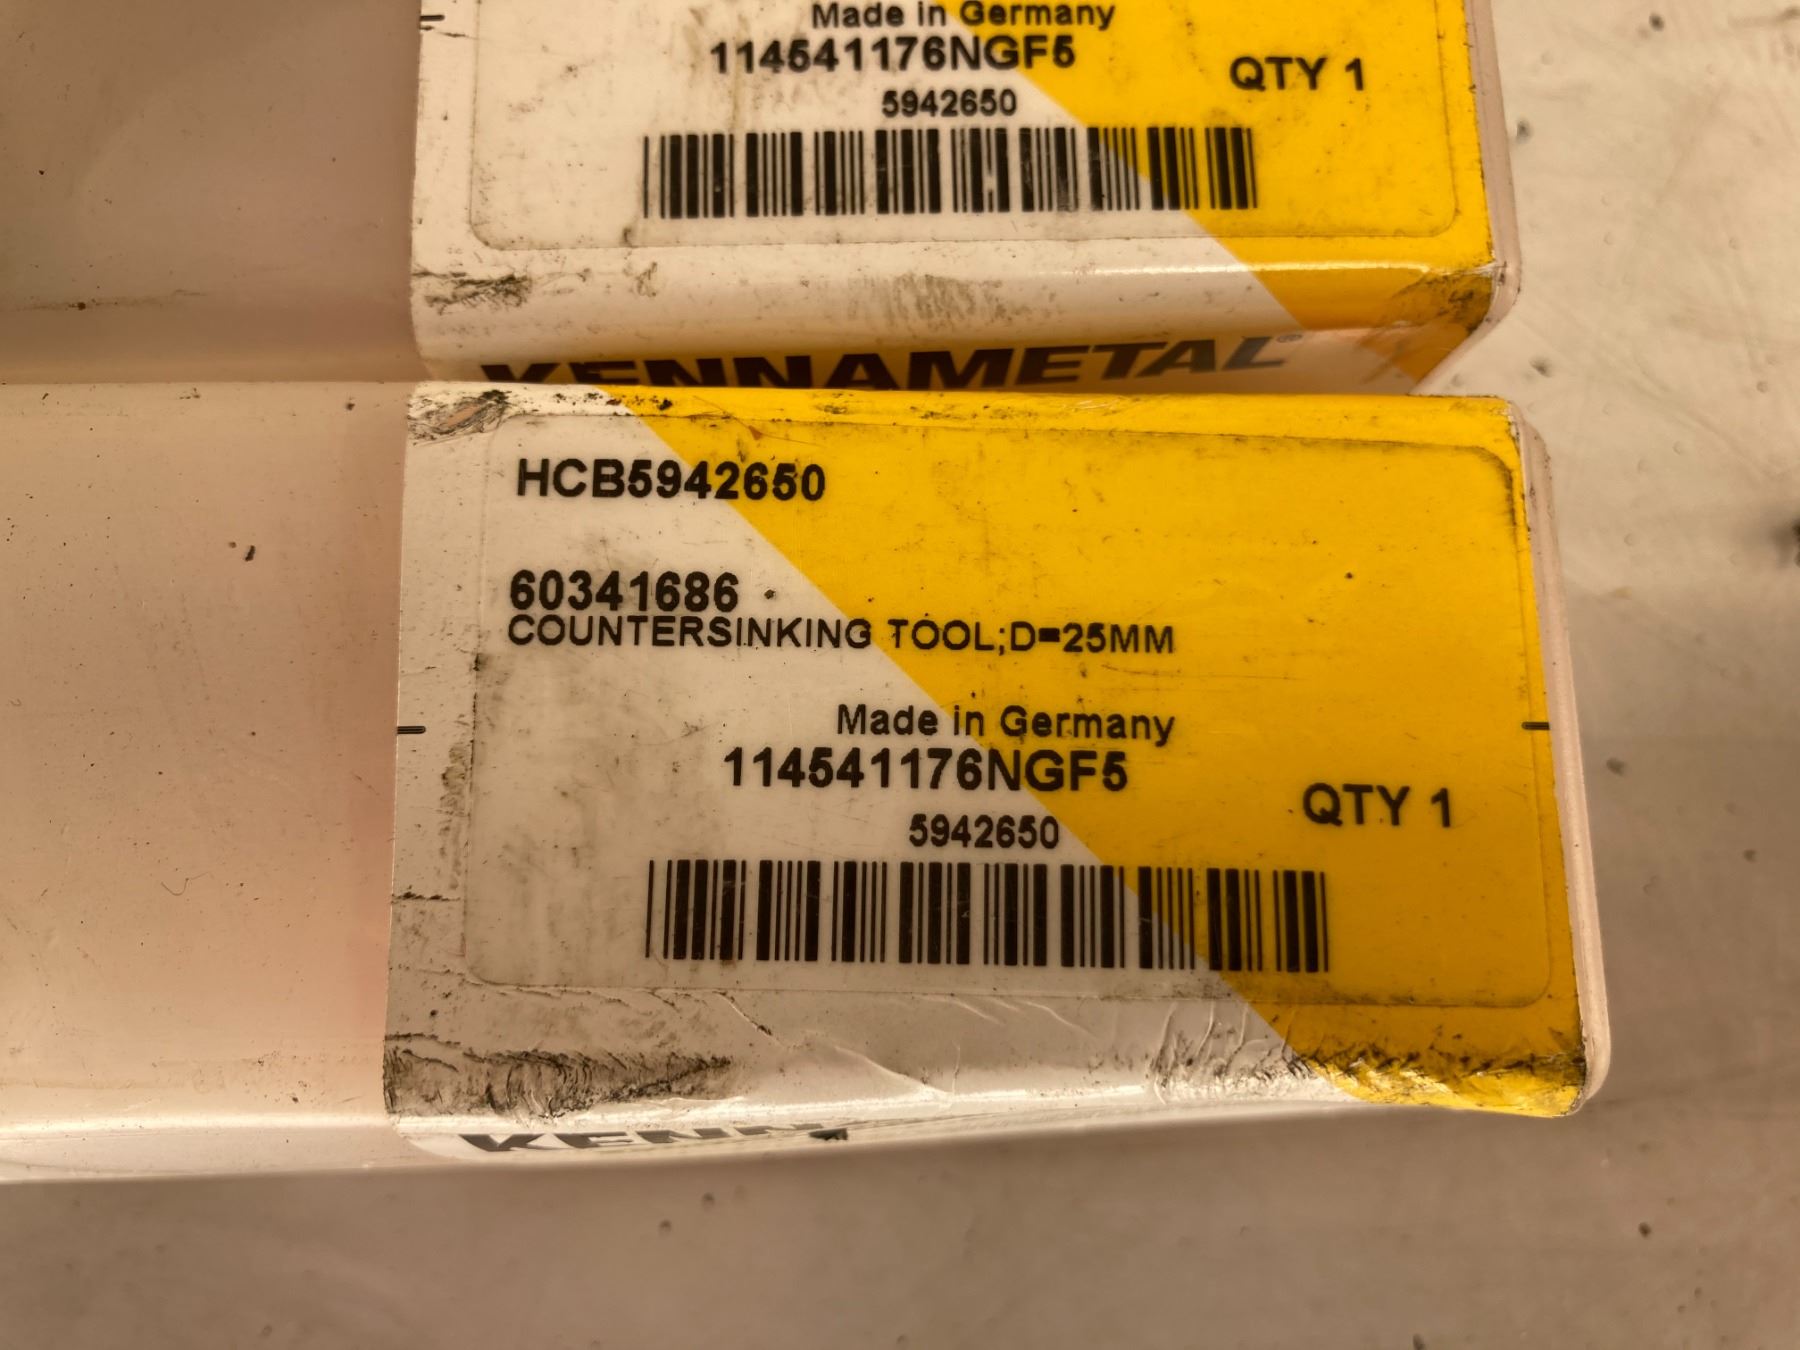 Made in Germany
114541176NGF5
QTY 1
5942650
KENNAMETAL®
HCB5942650
60341686
COUNTERSINKING TOOL;D=25MM
Made in Germany
114541176NGF5
QTY 1
5942650